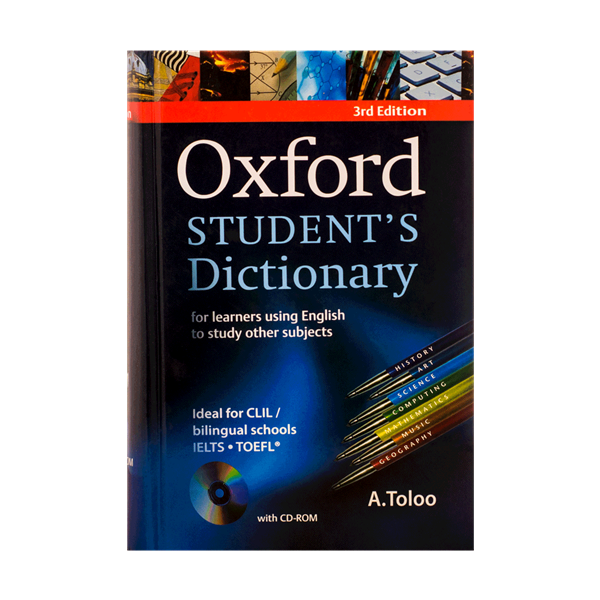 3rd Edition
Oxford
STUDENT'S
Dictionary
for learners using English
to study other subjects
HISTORY
ART
SCIENCE
COMPUTING
MATHEMATICS
MUSIC
GEOGRAPHY
Ideal for CLIL /
bilingual schools
IELTS • TOEFL®
A.Toloo
with CD-ROM